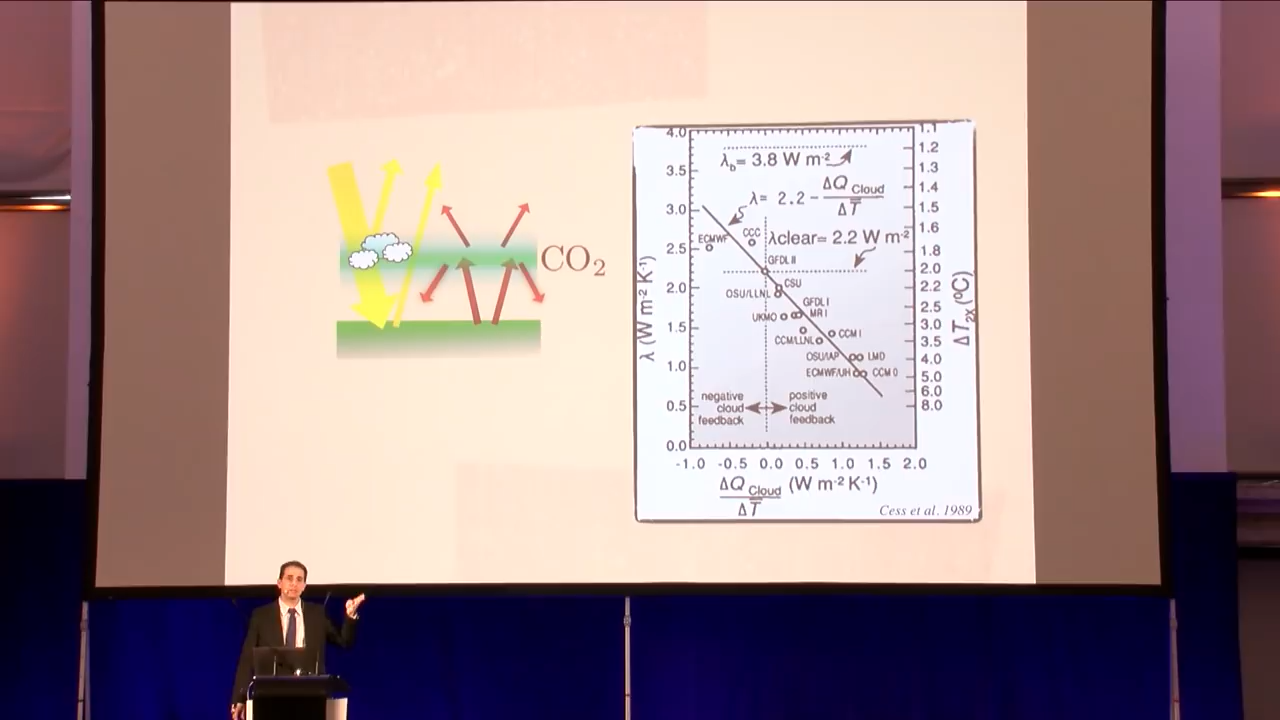 CO2
4.0
3.5
3.0
2.5
2.0
1.5
1.0
0.5
0.0
λ (W m-2 K-1)
λb= 3.8 W m-2
λ= 2.2 - ΔQ Cloud
ΔT̅
λclear= 2.2 W m-2
ECMWF
CCC
GFDL II
CSU
OSU/LLNL
GFDL I
UKMO
MRI
CCM/LLNL
CCM I
OSU/IAP
LMD
ECMWF/UH
CCM 0
negative
cloud
feedback
positive
cloud
feedback
1.1
1.2
1.3
1.4
1.5
1.6
1.8
2.0
2.2
2.5
3.0
3.5
4.0
5.0
6.0
8.0
ΔT2X (ºC)
-1.0 -0.5 0.0 0.5 1.0 1.5 2.0
ΔQ Cloud (W m-2 K-1)
ΔT̅
Cess et al. 1989